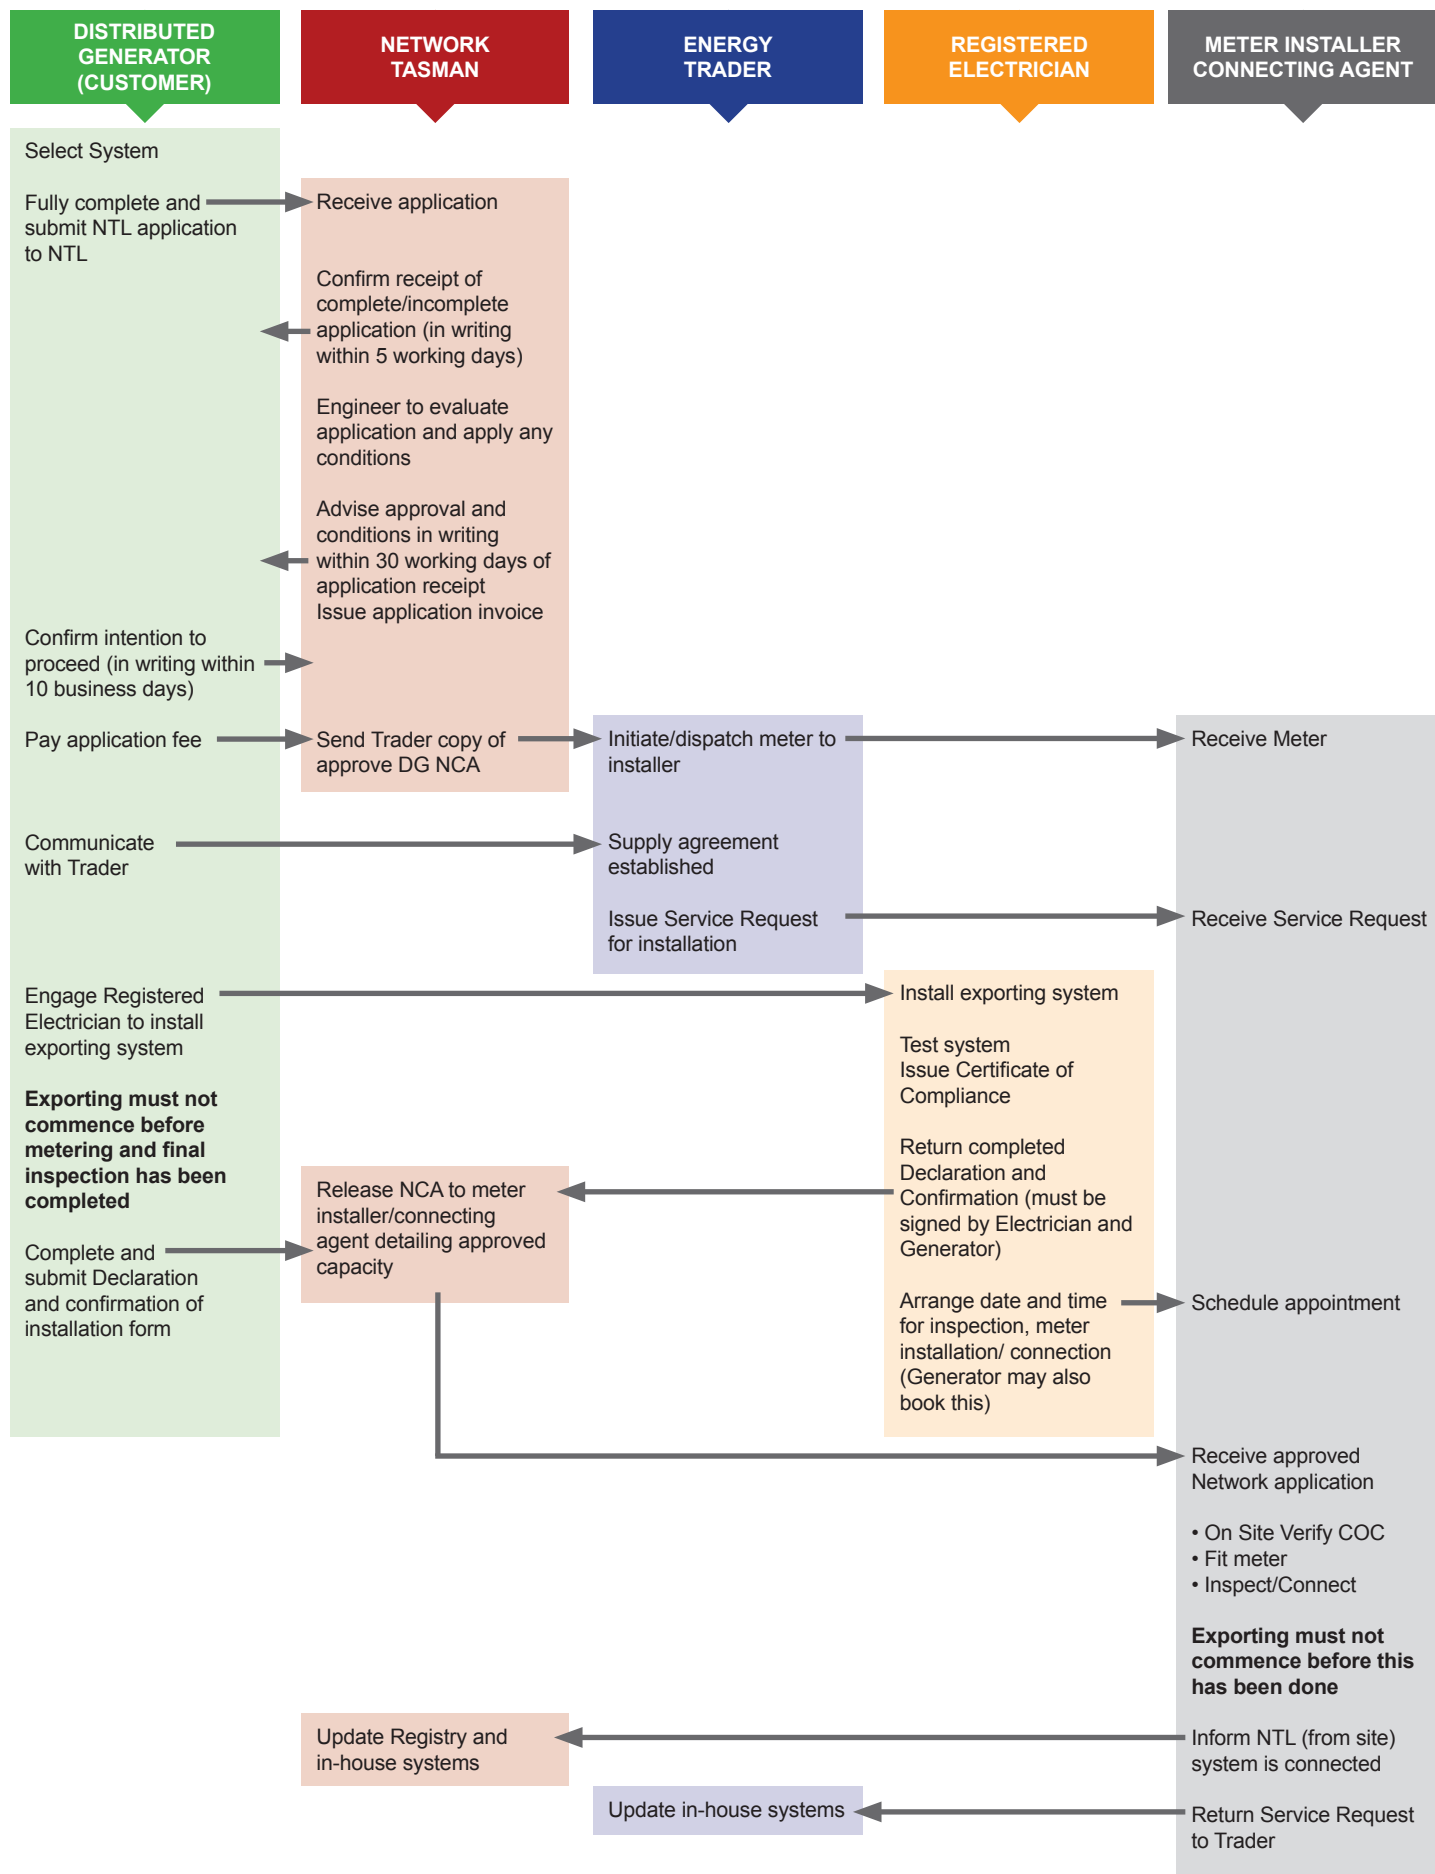 DISTRIBUTED
GENERATOR
(CUSTOMER)
NETWORK
TASMAN
ENERGY
TRADER
REGISTERED
ELECTRICIAN
METER INSTALLER
CONNECTING AGENT
Select System
Fully complete and
submit NTL application
to NTL
Receive application
Confirm receipt of
complete/incomplete
application (in writing
within 5 working days)
Engineer to evaluate
application and apply any
conditions
Advise approval and
conditions in writing
within 30 working days of
application receipt
Issue application invoice
Confirm intention to
proceed (in writing within
10 business days)
Pay application fee
Send Trader copy of
approve DG NCA
Initiate/dispatch meter to
installer
Receive Meter
Communicate
with Trader
Supply agreement
established
Issue Service Request
for installation
Receive Service Request
Engage Registered
Electrician to install
exporting system
Install exporting system
Test system
Issue Certificate of
Compliance
Exporting must not
commence before
metering and final
inspection has been
completed
Return completed
Declaration and
Confirmation (must be
signed by Electrician and
Generator)
Release NCA to meter
installer/connecting
agent detailing approved
capacity
Complete and
submit Declaration
and confirmation of
installation form
Arrange date and time
for inspection, meter
installation/ connection
(Generator may also
book this)
Schedule appointment
Receive approved
Network application
• On Site Verify COC
• Fit meter
• Inspect/Connect
Exporting must not
commence before this
has been done
Update Registry and
in-house systems
Inform NTL (from site)
system is connected
Update in-house systems
Return Service Request
to Trader